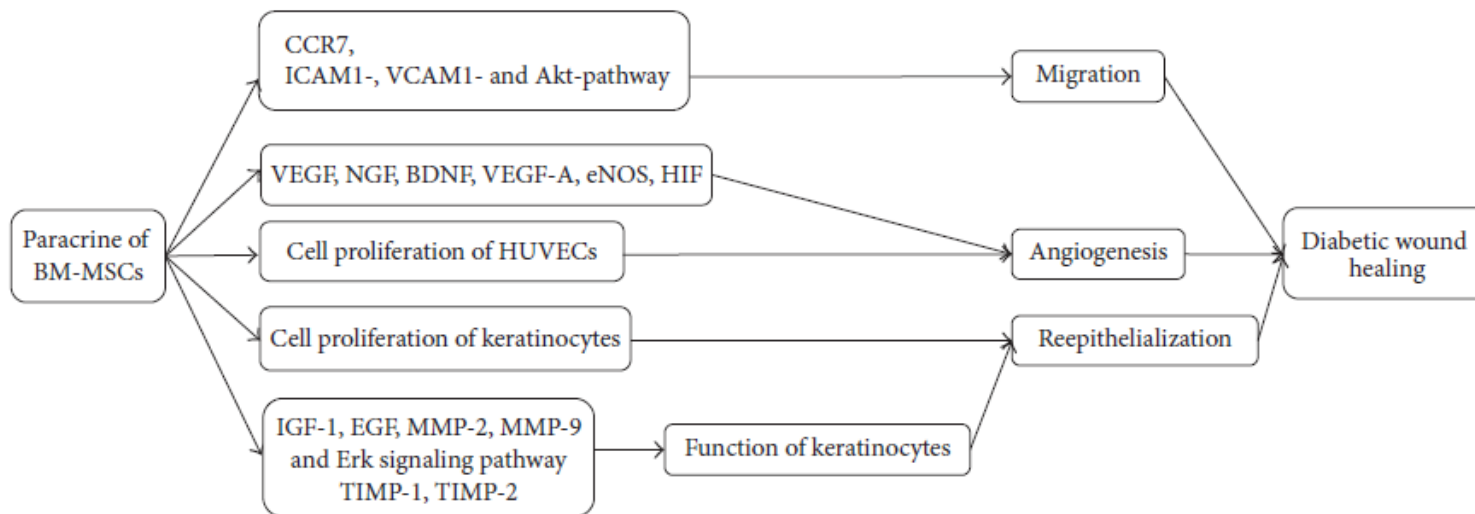 Paracrine of
BM-MSCs
CCR7,
ICAM1-, VCAM1- and Akt-pathway
VEGF, NGF, BDNF, VEGF-A, eNOS, HIF
Cell proliferation of HUVECs
Cell proliferation of keratinocytes
IGF-1, EGF, MMP-2, MMP-9
and Erk signaling pathway
TIMP-1, TIMP-2
Function of keratinocytes
Migration
Angiogenesis
Reepithelialization
Diabetic wound
healing